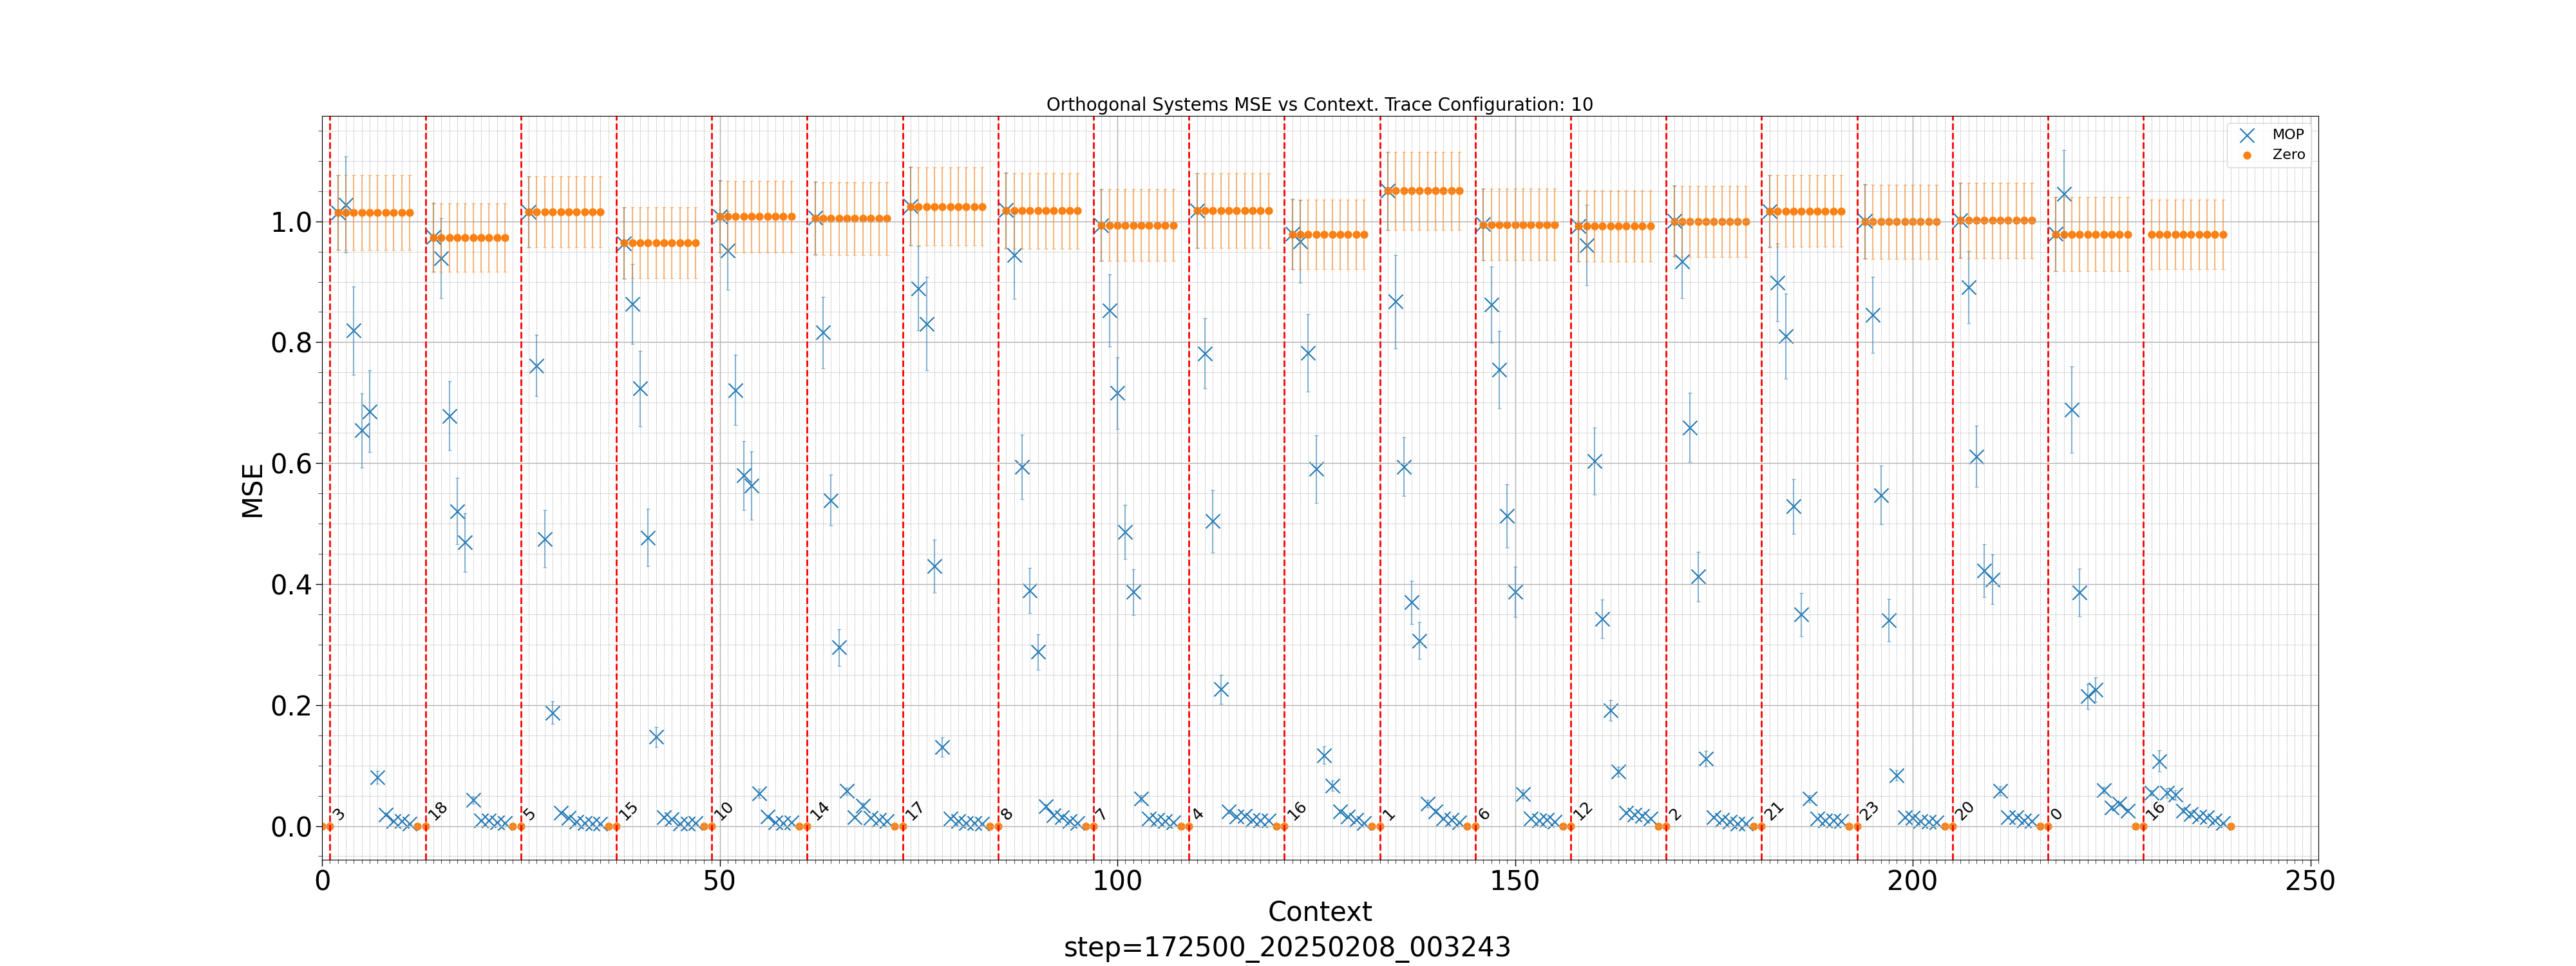 Orthogonal Systems MSE vs Context. Trace Configuration: 10
MOP
Zero
1.0
0.8
0.6
0.4
0.2
0.0
MSE
3 18 5 15 10 14 17 8 7 4 16 1 6 12 2 21 23 20 0 16
0 50 100 150 200 250
Context
step=172500_20250208_003243